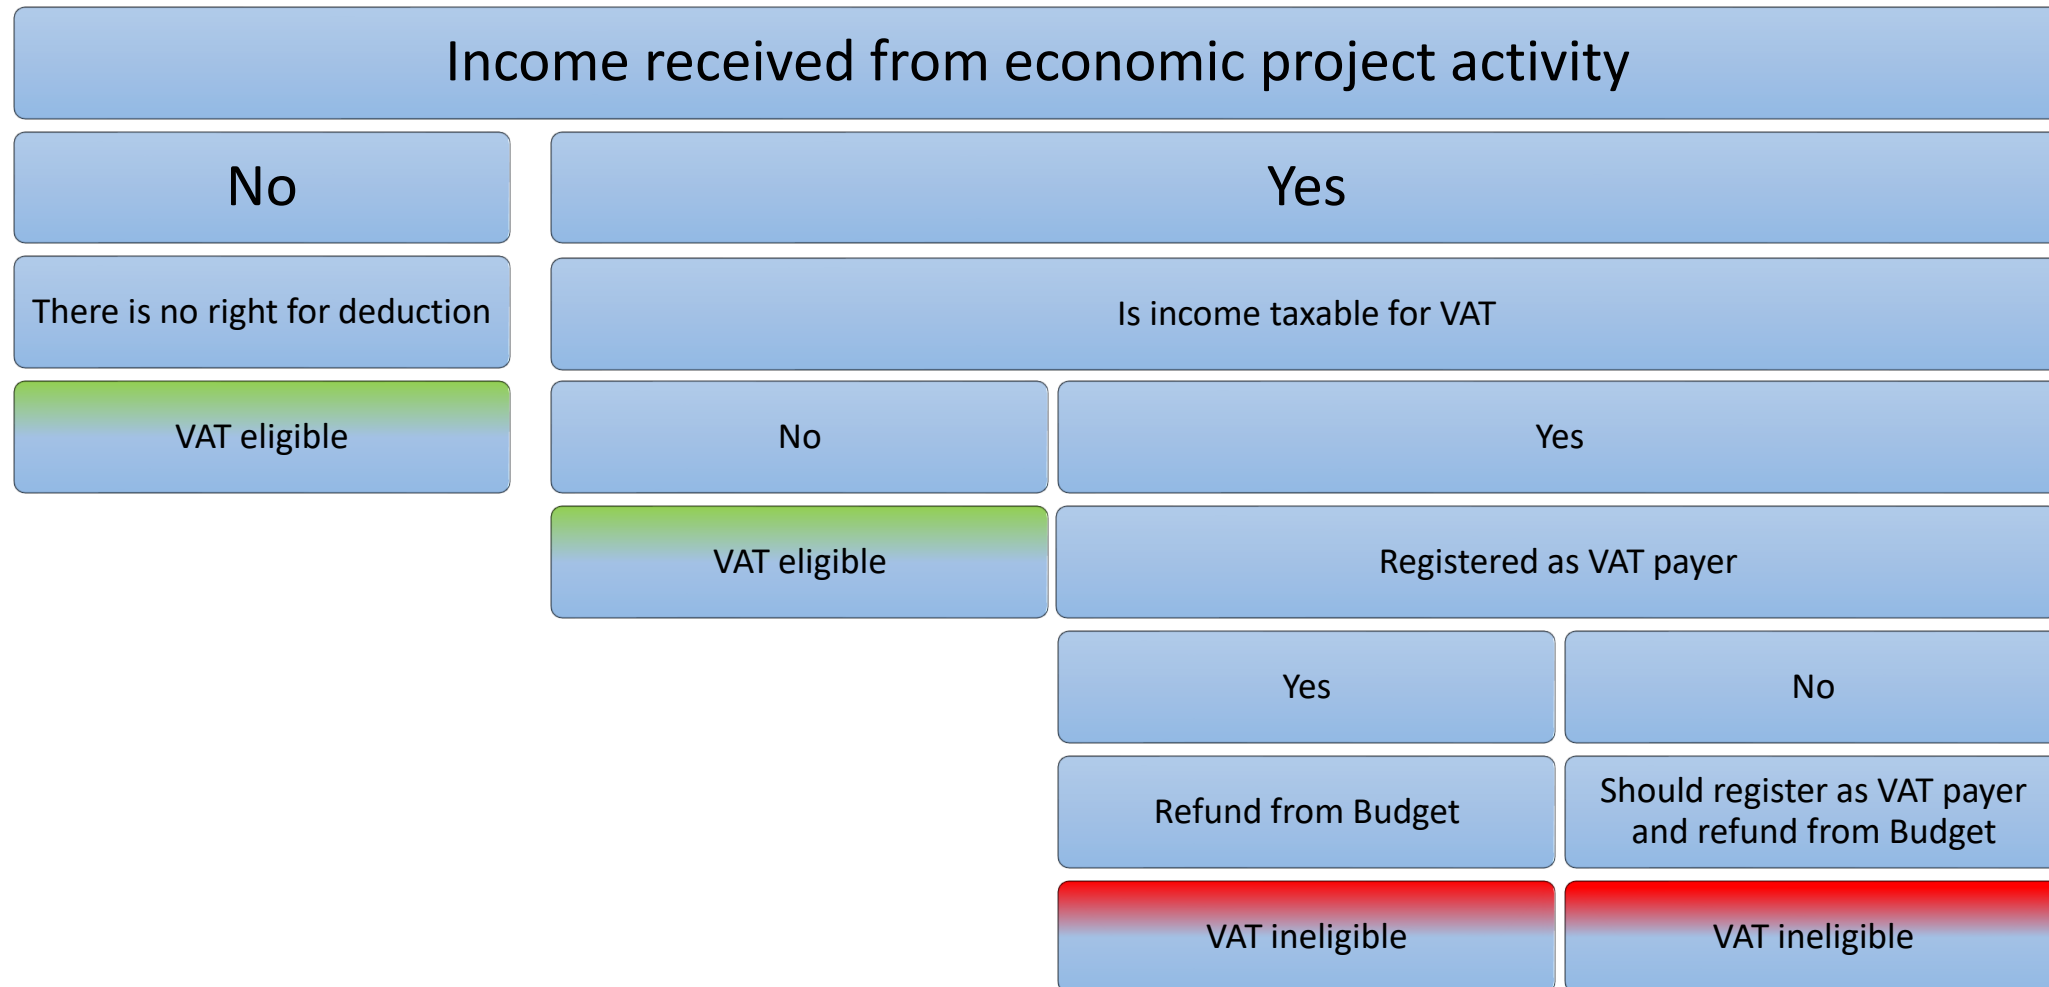 Income received from economic project activity
No
Yes
There is no right for deduction
Is income taxable for VAT
VAT eligible
No
Yes
VAT eligible
Registered as VAT payer
Yes
No
Refund from Budget
Should register as VAT payer
and refund from Budget
VAT ineligible
VAT ineligible